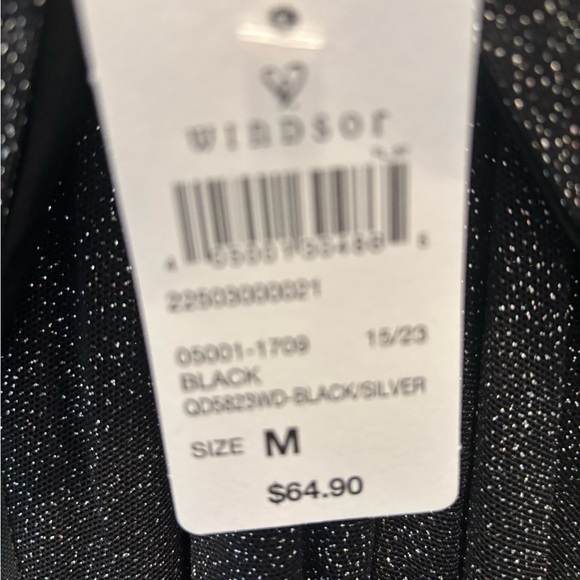 WINDSOR
22503000021
05001-1709 15/23
BLACK
QD5823WD-BLACK/SILVER
SIZE M
$64.90